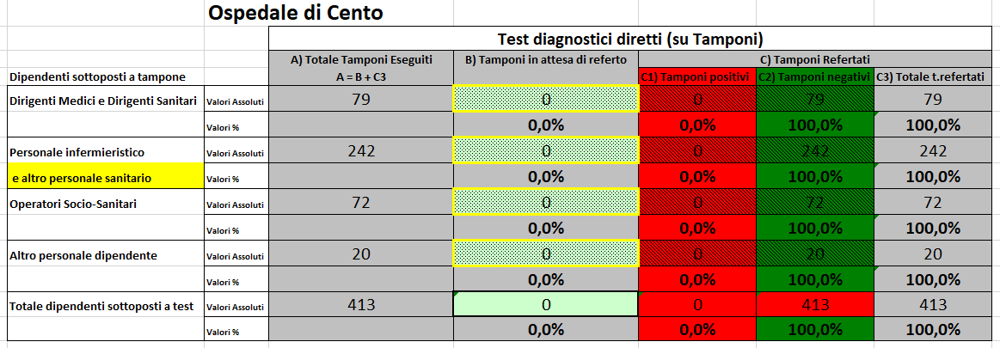 Ospedale di Cento
Test diagnostici diretti (su Tamponi)
A) Totale Tamponi Eseguiti B) Tamponi in attesa di referto C) Tamponi Refertati
Dipendenti sottoposti a tampone A = B + C3 C1) Tamponi positivi C2) Tamponi negativi C3) Totale t.refertati
Dirigenti Medici e Dirigenti Sanitari Valori Assoluti 79 0 0 79 79
Valori % 0,0% 0,0% 100,0% 100,0%
Personale infermieristico Valori Assoluti 242 0 0 242 242
e altro personale sanitario Valori % 0,0% 0,0% 100,0% 100,0%
Operatori Socio-Sanitari Valori Assoluti 72 0 0 72 72
Valori % 0,0% 0,0% 100,0% 100,0%
Altro personale dipendente Valori Assoluti 20 0 0 20 20
Valori % 0,0% 0,0% 100,0% 100,0%
Totale dipendenti sottoposti a test Valori Assoluti 413 0 0 413 413
Valori % 0,0% 0,0% 100,0% 100,0%